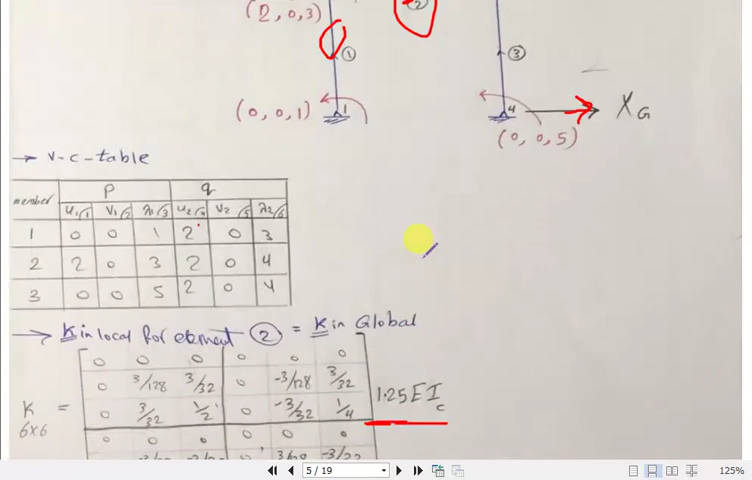 (2, 0, 3)
2
1
3
(0, 0, 1)
1
4
X G
(0, 0, 5)
→ v-c-table
member P q
u1/1 v1/2 λ1/3 u2/4 v2/5 λ2/6
1 0 0 1 2 0 3
2 2 0 3 2 0 4
3 0 0 5 2 0 4
→ K in local for element 2 = K in Global
0 0 0 0 0 0
0 3/128 3/32 0 -3/128 3/32
K 6x6 = 0 3/32 1/2 0 -3/32 1/4 1.25EIc
0 0 0 0 0 0
5 / 19
125%